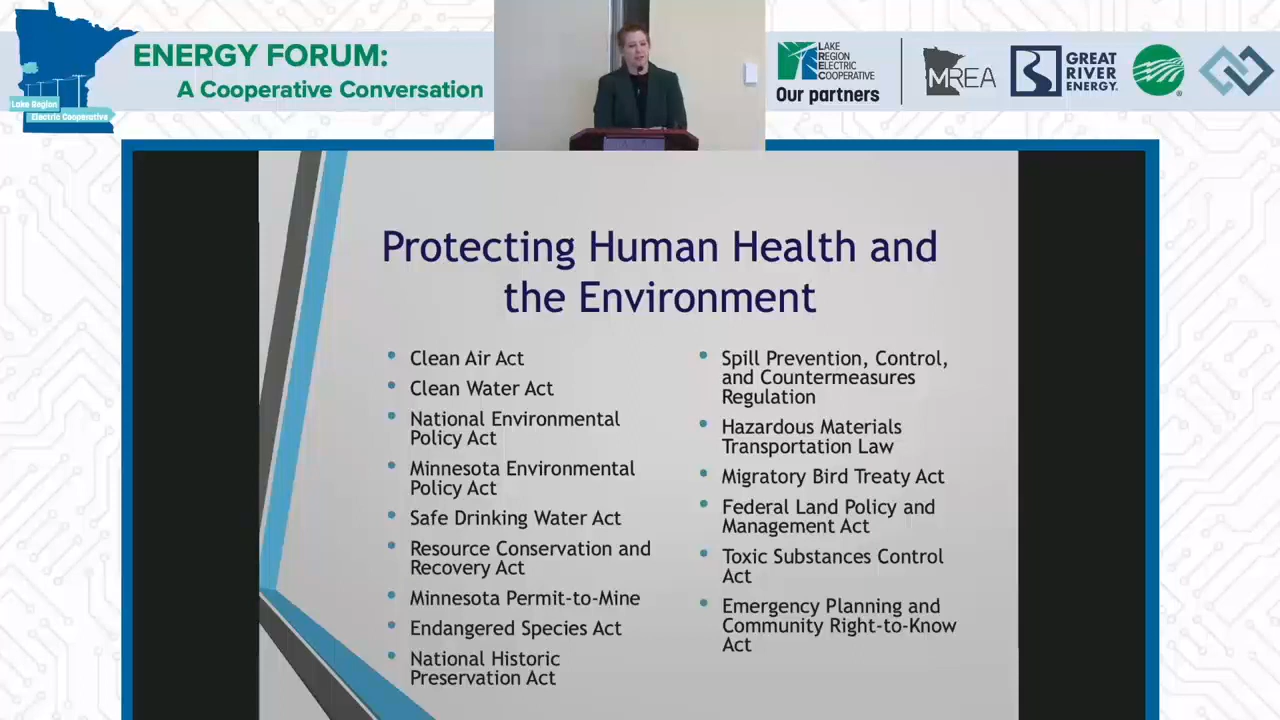 ENERGY FORUM:
A Cooperative Conversation
Lake Region
Electric Cooperative
LAKE
REGION
ELECTRIC
COOPERATIVE
Our partners
MREA
GREAT
RIVER
ENERGY.
®
Protecting Human Health and
the Environment
• Clean Air Act
• Clean Water Act
• National Environmental
Policy Act
• Minnesota Environmental
Policy Act
• Safe Drinking Water Act
• Resource Conservation and
Recovery Act
• Minnesota Permit-to-Mine
• Endangered Species Act
• National Historic
Preservation Act
• Spill Prevention, Control,
and Countermeasures
Regulation
• Hazardous Materials
Transportation Law
• Migratory Bird Treaty Act
• Federal Land Policy and
Management Act
• Toxic Substances Control
Act
• Emergency Planning and
Community Right-to-Know
Act